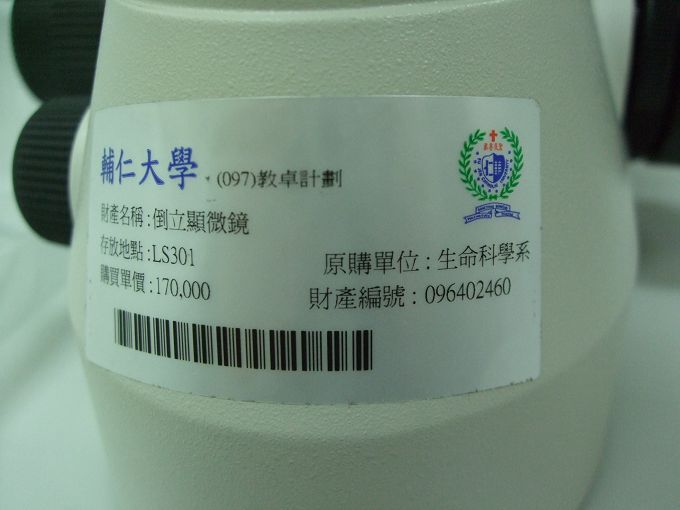 輔仁大學 (097)教卓計劃
財產名稱:倒立顯微鏡
存放地點:LS301
原購單位:生命科學系
購買單價:170,000
財產編號:096402460